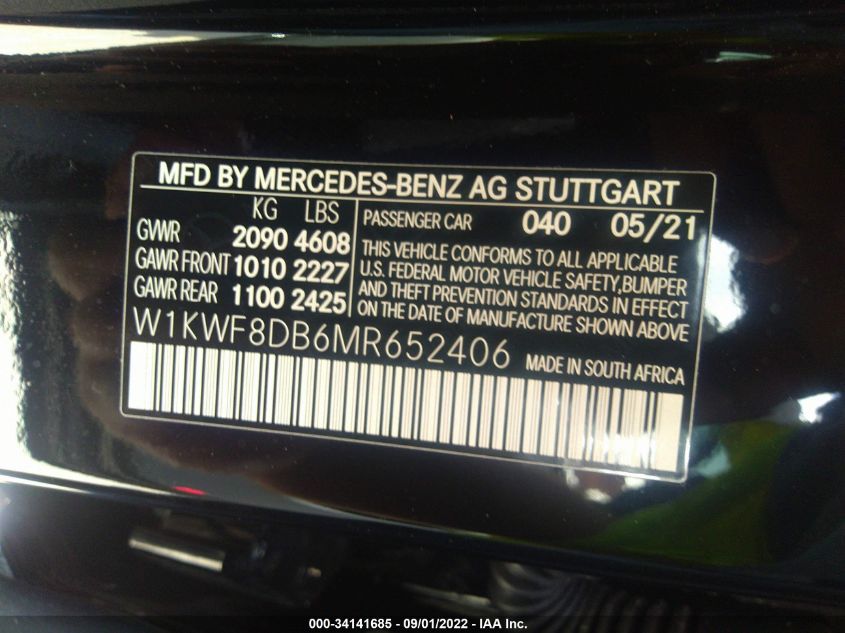 MFD BY MERCEDES-BENZ AG STUTTGART
KG LBS
GVWR 2090 4608
GAWR FRONT 1010 2227
GAWR REAR 1100 2425
PASSENGER CAR 040 05/21
THIS VEHICLE CONFORMS TO ALL APPLICABLE
U.S. FEDERAL MOTOR VEHICLE SAFETY,BUMPER
AND THEFT PREVENTION STANDARDS IN EFFECT
ON THE DATE OF MANUFACTURE SHOWN ABOVE
W1KWF8DB6MR652406 MADE IN SOUTH AFRICA
000-34141685 - 09/01/2022 - IAA Inc.